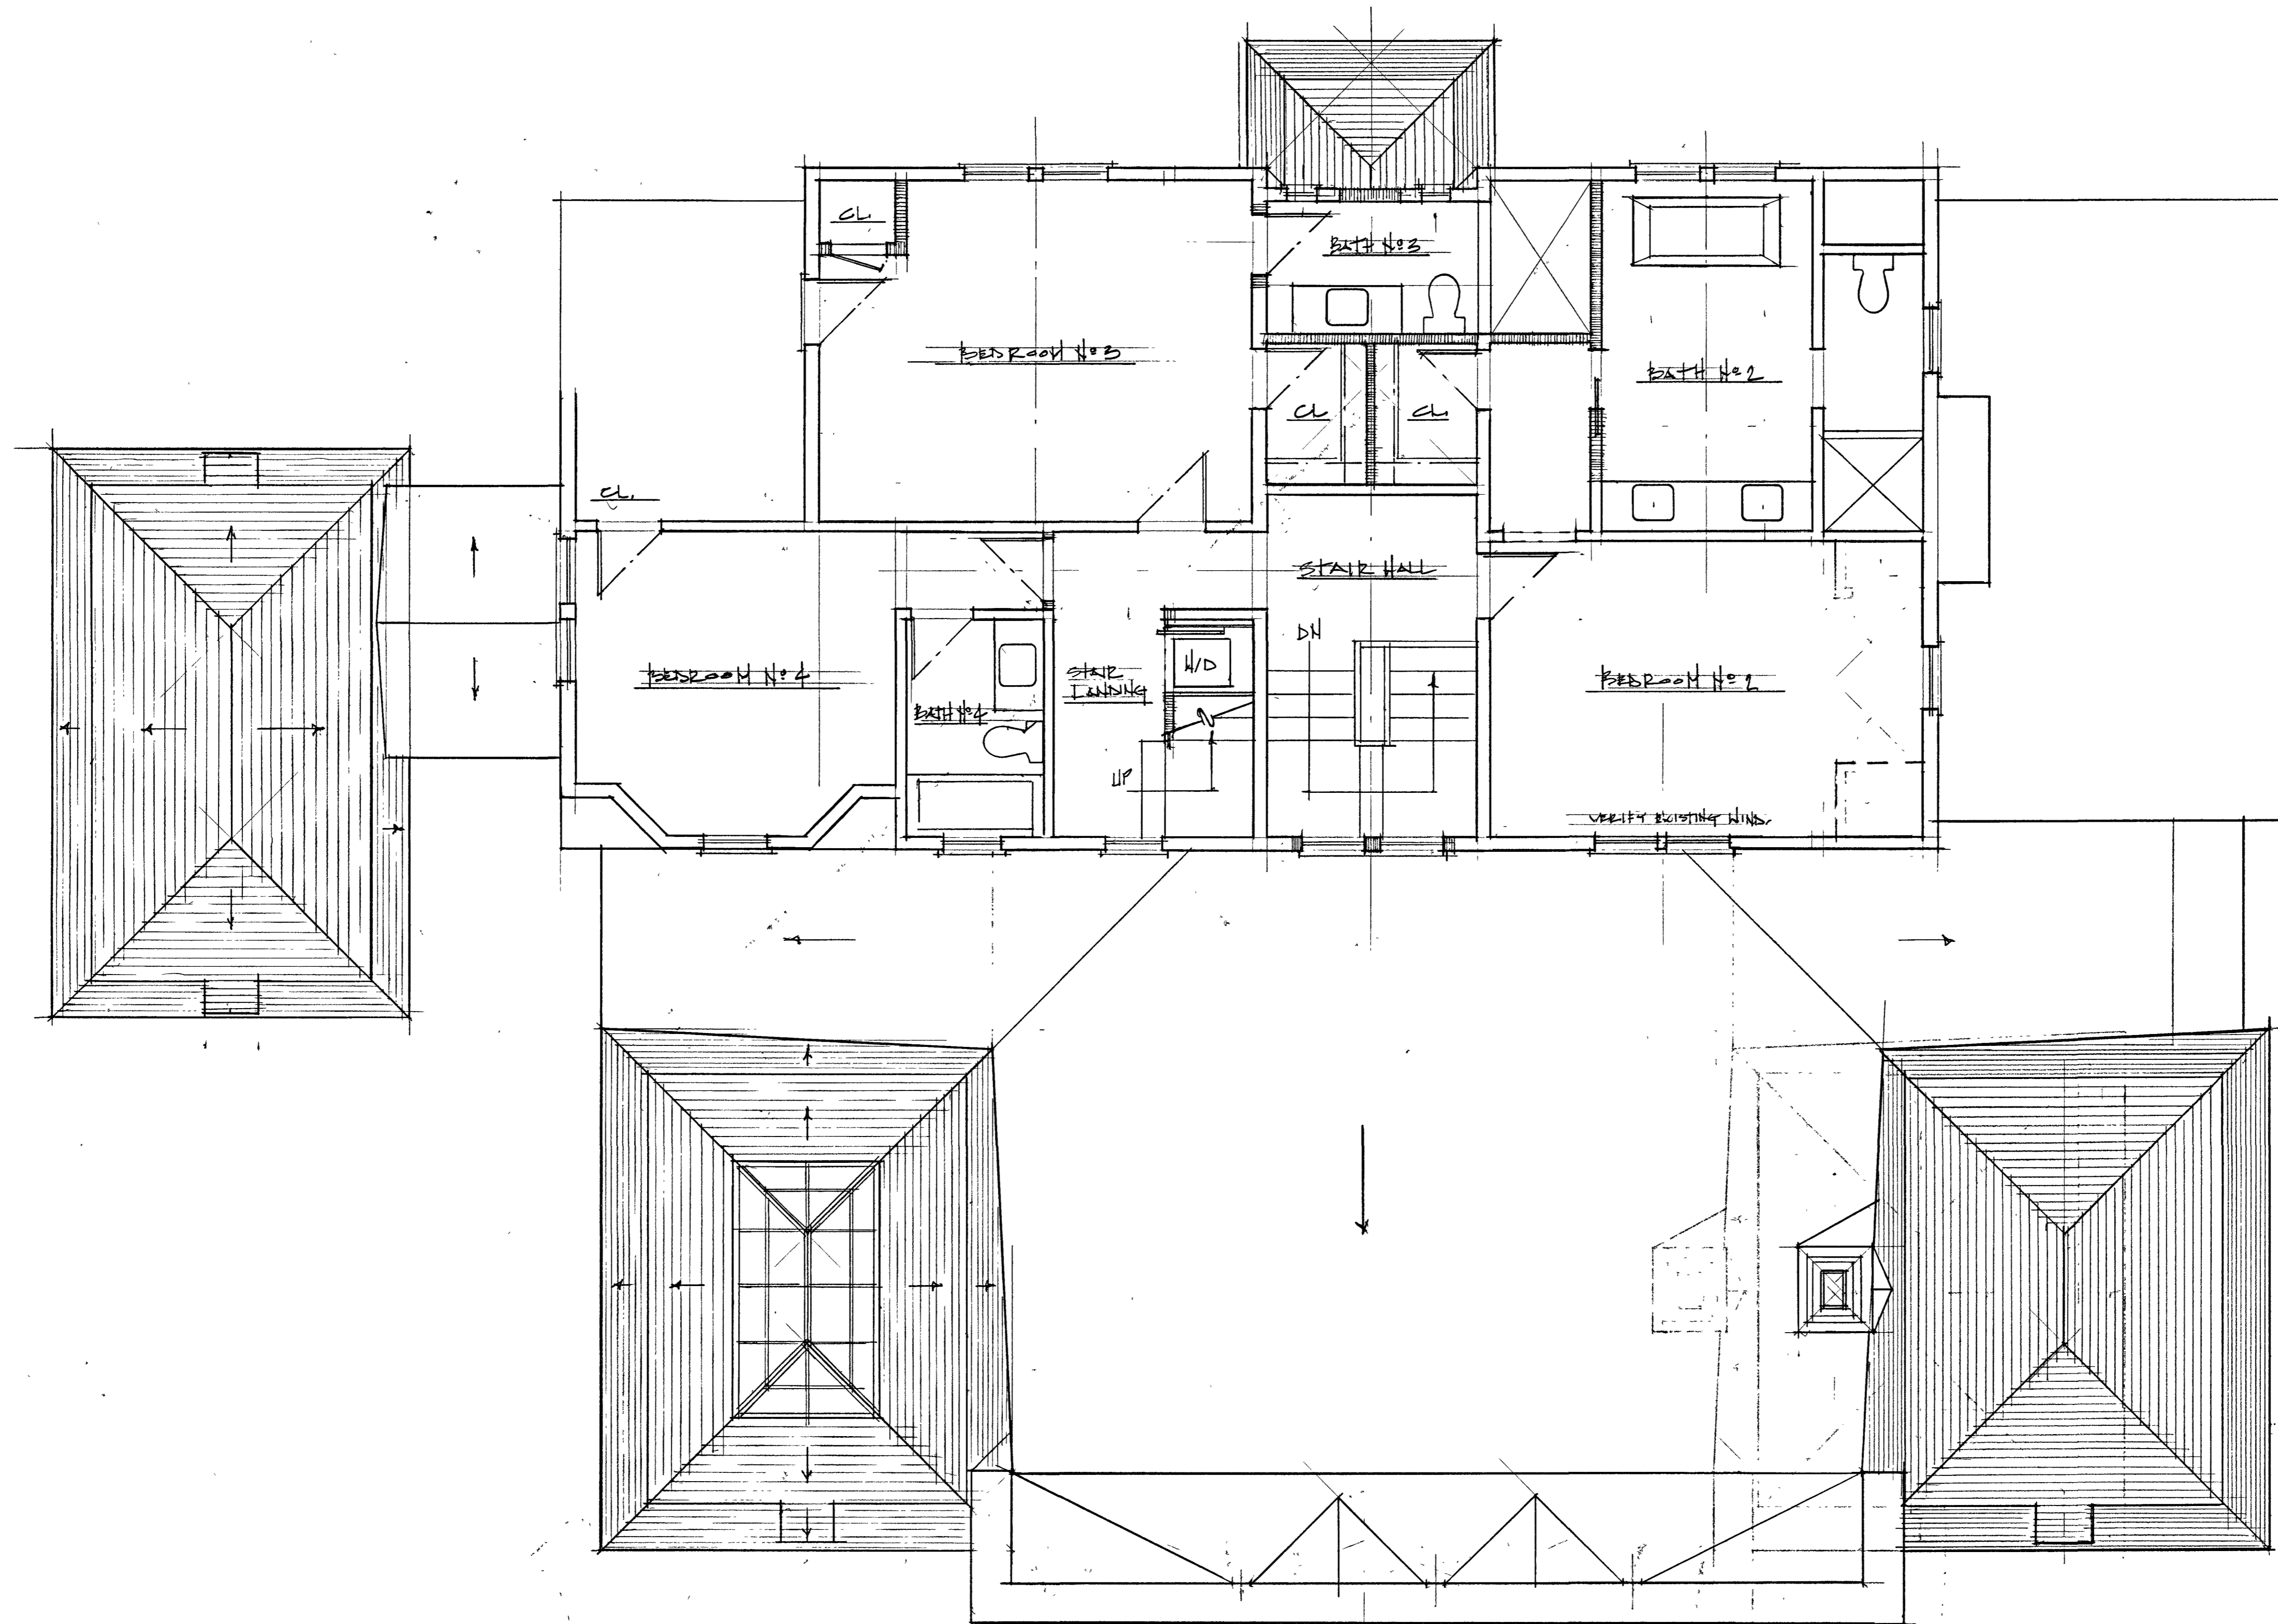 CL.
BATH Nº3
BEDROOM Nº3
BATH Nº2
CL
CL.
CL.
STAIR HALL
DN
W/D
STAIR
LANDING
BEDROOM Nº4
BEDROOM Nº2
BATH Nº4
UP
VERIFY EXISTING WIND.